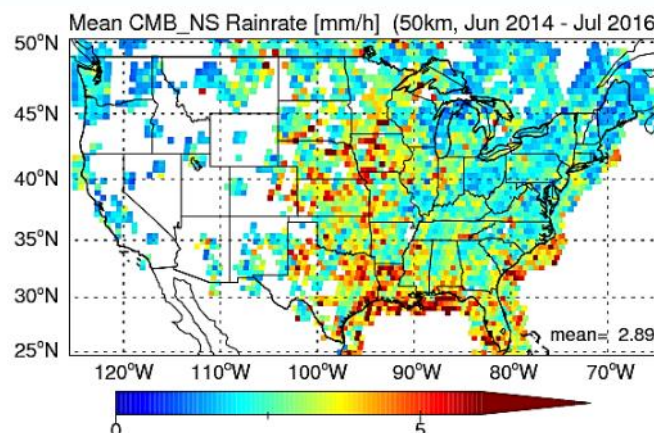 Mean CMB_NS Rainrate [mm/h] (50km, Jun 2014 - Jul 2016
50°N
45°N
40°N
35°N
30°N
25°N
mean= 2.89
120°W 110°W 100°W 90°W 80°W 70°W
0 5